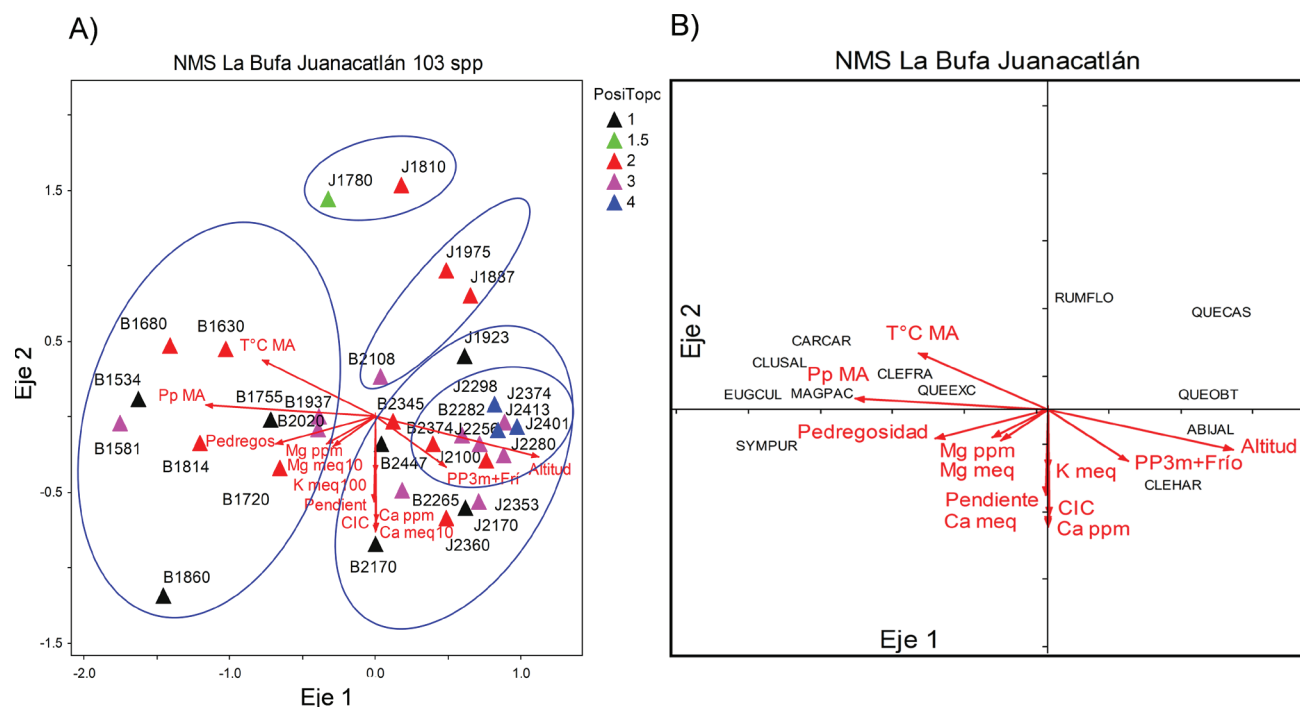 A)
NMS La Bufa Juanacatlán 103 spp
PosiTopo
1
1.5
2
3
4
Eje 2
1.5
0.5
-0.5
-1.5
-2.0
-1.0
0.0
1.0
Eje 1
J1780
J1810
J1975
J1887
J1923
B2108
B1680
B1630
T°C MA
B1534
Pp MA
B1755
B1937
B2020
B1581
B1814
Pedregos
B1720
B1860
B2345
J2298
J2374
B2282
J2413
B2374
J2256
J2401
J2280
J2100
B2447
Mg ppm
Mg meq10
K meq100
Pendient
CIC
Ca ppm
Ca meq10
PP3m+Frí
Altitud
B2265
J2353
J2170
J2360
B2170
B)
NMS La Bufa Juanacatlán
Eje 2
Eje 1
RUMFLO
QUECAS
T°C MA
CARCAR
CLUSAL
Pp MA
CLEFRA
EUGCUL
MAGPAC
QUEEXC
QUEOBT
SYMPUR
Pedregosidad
ABIJAL
Mg ppm
Mg meq
K meq
PP3m+Frío
Altitud
CLEHAR
Pendiente
Ca meq
CIC
Ca ppm